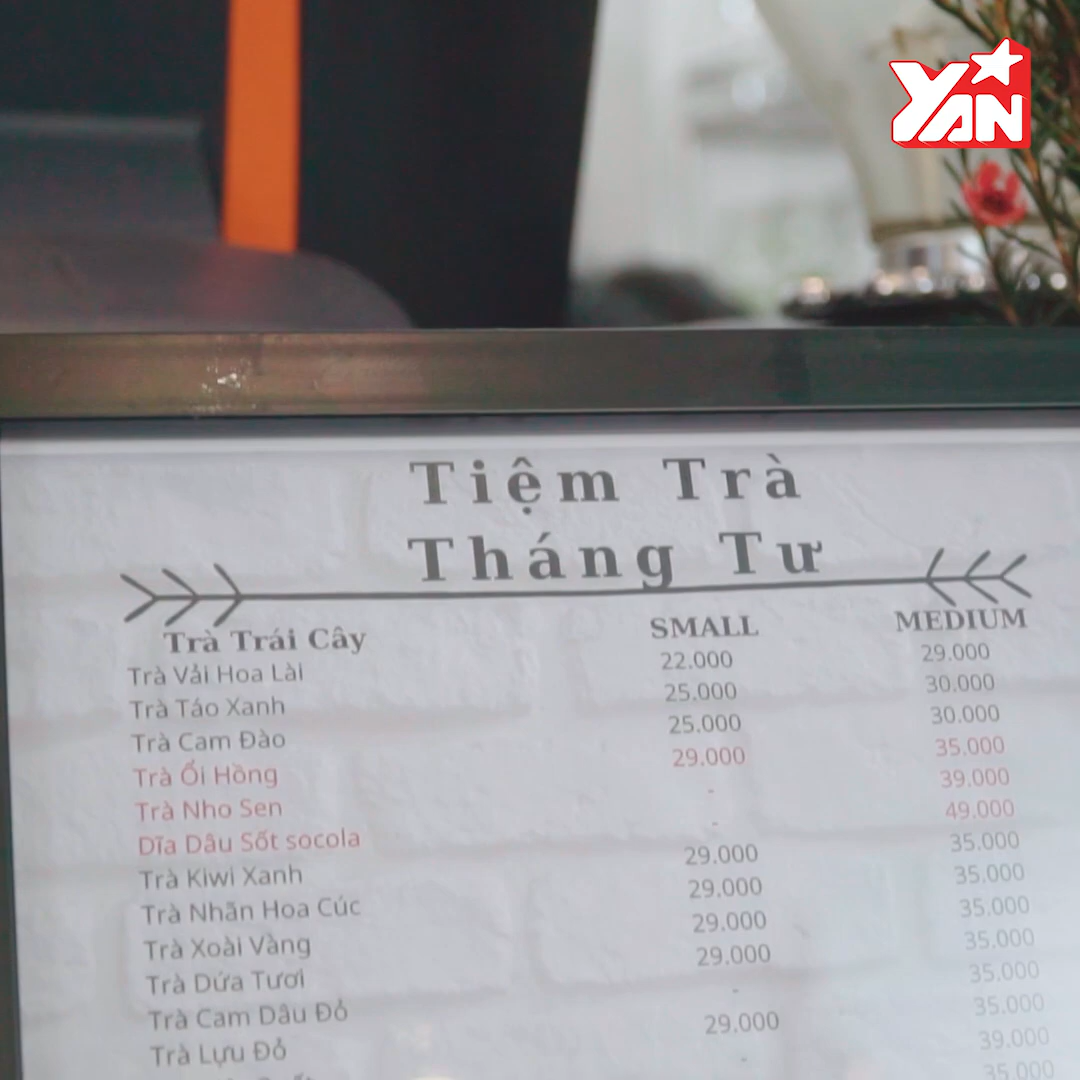 YAN
Tiệm Trà
Tháng Tư
Trà Trái Cây SMALL MEDIUM
Trà Vải Hoa Lài 22.000 29.000
Trà Táo Xanh 25.000 30.000
Trà Cam Đào 25.000 30.000
Trà Ổi Hồng 29.000 35.000
Trà Nho Sen - 39.000
Dĩa Dâu Sốt socola - 49.000
Trà Kiwi Xanh 29.000 35.000
Trà Nhãn Hoa Cúc 29.000 35.000
Trà Xoài Vàng 29.000 35.000
Trà Dứa Tươi 29.000 35.000
Trà Cam Dâu Đỏ - 35.000
Trà Lựu Đỏ 29.000 35.000
- 39.000
35.000